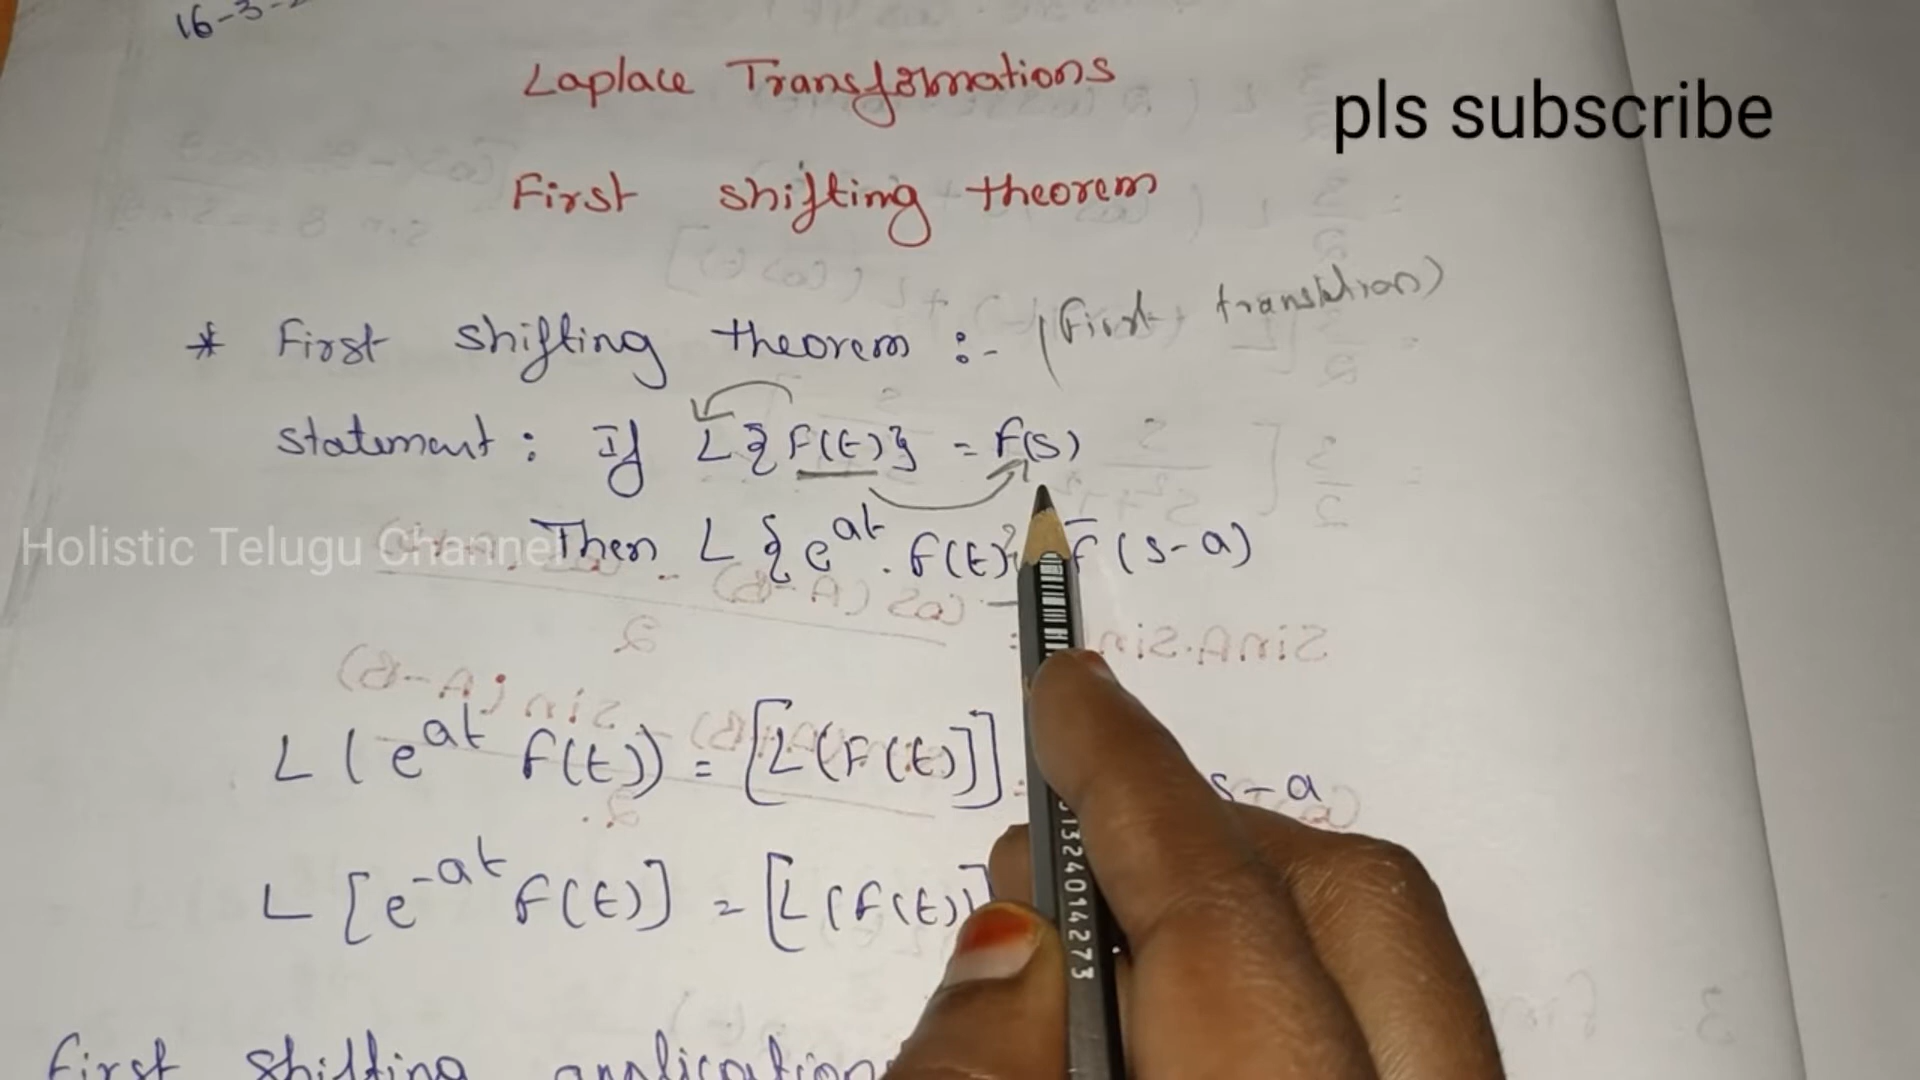 16-3-
Laplace Transformations
pls subscribe
First shifting theorem
* First shifting theorem :- (First translation)
statement : If L{F(t)} = F(s)
Holistic Telugu Channel
Then L{e^at . f(t)} F̅(s-a)
L(e^at f(t)) = [L(F(t)]] s-a
L[e^-at f(t)] = [L(f(t)]
First shifting applications